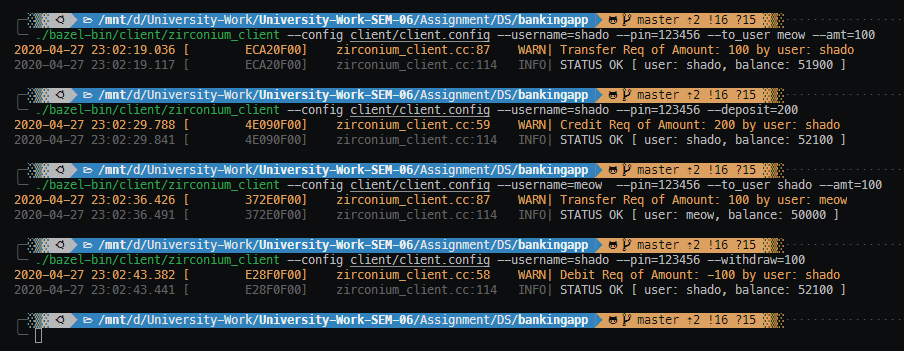 /mnt/d/University-Work/University-Work-SEM-06/Assignment/DS/bankingapp master ⇡2 !16 ?15
./bazel-bin/client/zirconium_client --config client/client.config --username=shado --pin=123456 --to_user meow --amt=100
2020-04-27 23:02:19.036 [ ECA20F00] zirconium_client.cc:87 WARN| Transfer Req of Amount: 100 by user: shado
2020-04-27 23:02:19.117 [ ECA20F00] zirconium_client.cc:114 INFO| STATUS OK [ user: shado, balance: 51900 ]
/mnt/d/University-Work/University-Work-SEM-06/Assignment/DS/bankingapp master ⇡2 !16 ?15
./bazel-bin/client/zirconium_client --config client/client.config --username=shado --pin=123456 --deposit=200
2020-04-27 23:02:29.788 [ 4E090F00] zirconium_client.cc:59 WARN| Credit Req of Amount: 200 by user: shado
2020-04-27 23:02:29.841 [ 4E090F00] zirconium_client.cc:114 INFO| STATUS OK [ user: shado, balance: 52100 ]
/mnt/d/University-Work/University-Work-SEM-06/Assignment/DS/bankingapp master ⇡2 !16 ?15
./bazel-bin/client/zirconium_client --config client/client.config --username=meow --pin=123456 --to_user shado --amt=100
2020-04-27 23:02:36.426 [ 372E0F00] zirconium_client.cc:87 WARN| Transfer Req of Amount: 100 by user: meow
2020-04-27 23:02:36.491 [ 372E0F00] zirconium_client.cc:114 INFO| STATUS OK [ user: meow, balance: 50000 ]
/mnt/d/University-Work/University-Work-SEM-06/Assignment/DS/bankingapp master ⇡2 !16 ?15
./bazel-bin/client/zirconium_client --config client/client.config --username=shado --pin=123456 --withdraw=100
2020-04-27 23:02:43.382 [ E28F0F00] zirconium_client.cc:58 WARN| Debit Req of Amount: -100 by user: shado
2020-04-27 23:02:43.441 [ E28F0F00] zirconium_client.cc:114 INFO| STATUS OK [ user: shado, balance: 52100 ]
/mnt/d/University-Work/University-Work-SEM-06/Assignment/DS/bankingapp master ⇡2 !16 ?15